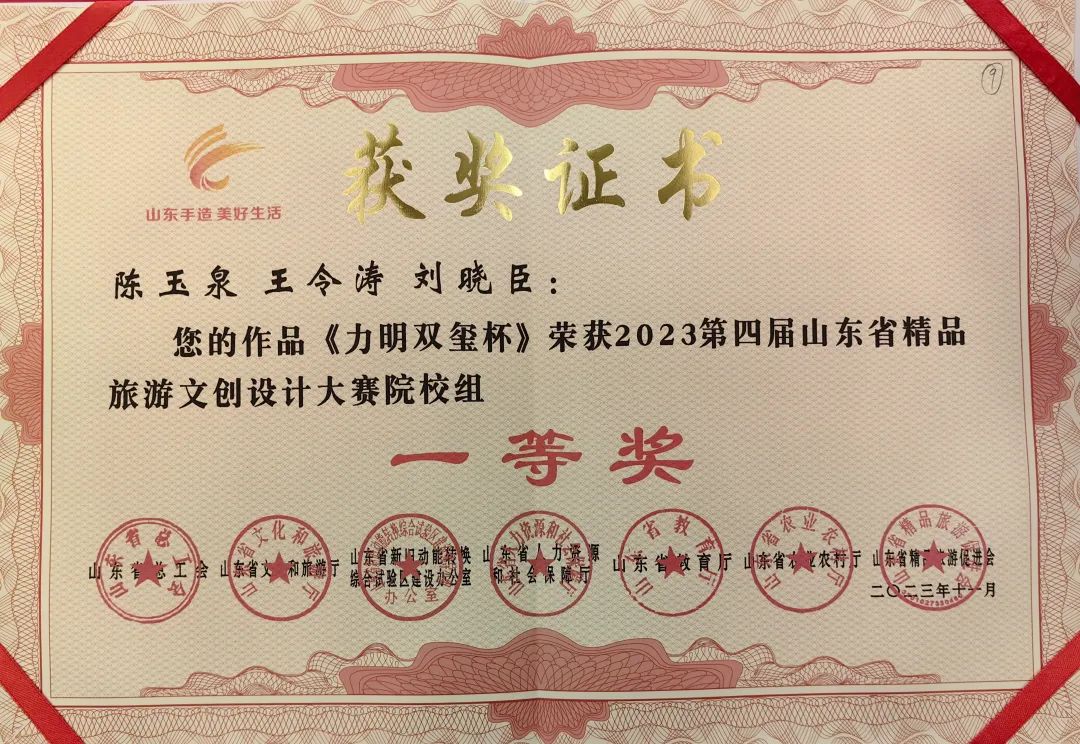 ⑨
获奖证书
山东手造 美好生活
陈玉泉 王令涛 刘晓臣：
您的作品《力明双玺杯》荣获2023第四届山东省精品
旅游文创设计大赛院校组
一等奖
山东省总工会
山东省文化和旅游厅
山东省新旧动能转换
综合试验区建设办公室
山东省人力资源
和社会保障厅
山东省教育厅
山东省农业农村厅
山东省精品旅游促进会
二〇二三年十一月